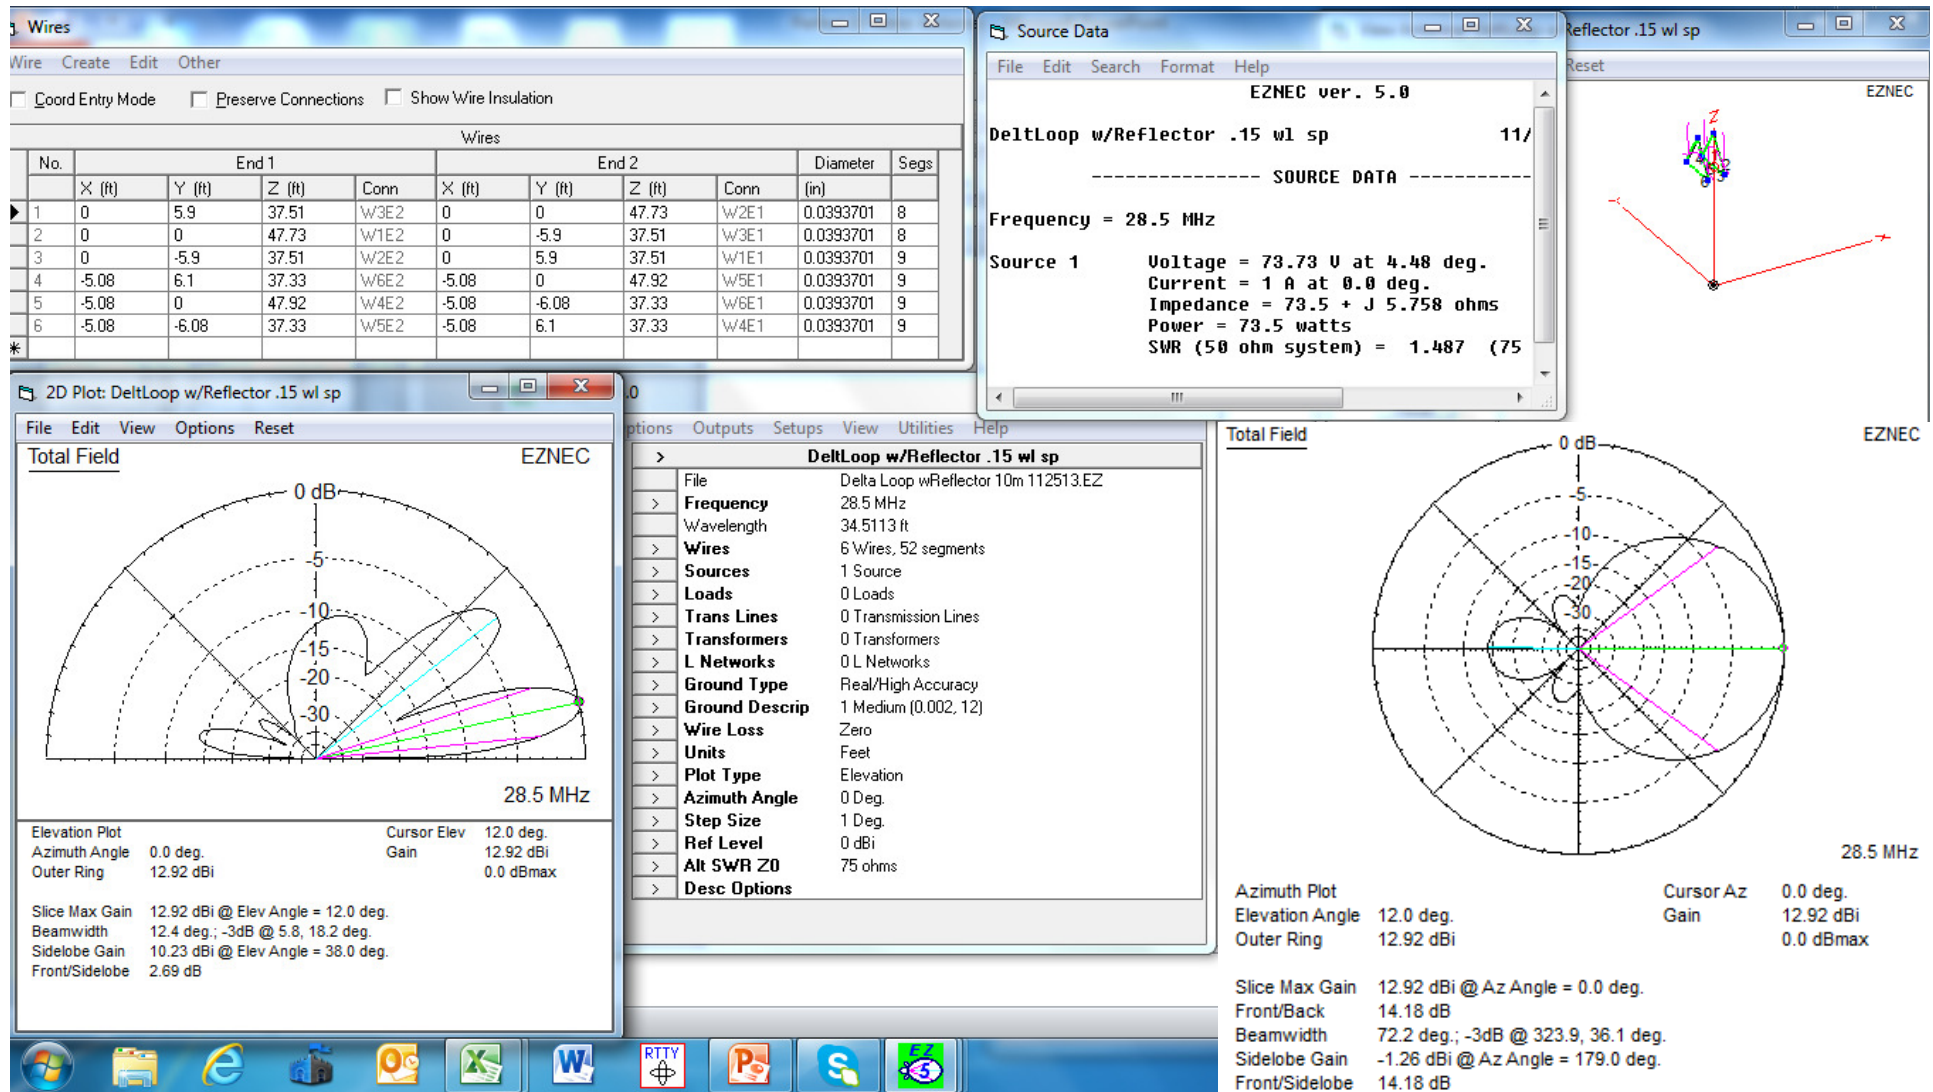 Wires
Wire Create Edit Other
Coord Entry Mode Preserve Connections Show Wire Insulation
Wires
No. End 1 End 2 Diameter Segs
X (ft) Y (ft) Z (ft) Conn X (ft) Y (ft) Z (ft) Conn (in)
1 0 5.9 37.51 W3E2 0 0 47.73 W2E1 0.0393701 8
2 0 0 47.73 W1E2 0 -5.9 37.51 W3E1 0.0393701 8
3 0 -5.9 37.51 W2E2 0 5.9 37.51 W1E1 0.0393701 9
4 -5.08 6.1 37.33 W6E2 -5.08 0 47.92 W5E1 0.0393701 9
5 -5.08 0 47.92 W4E2 -5.08 -6.08 37.33 W6E1 0.0393701 9
6 -5.08 -6.08 37.33 W5E2 -5.08 6.1 37.33 W4E1 0.0393701 9
*
Source Data
File Edit Search Format Help
EZNEC ver. 5.0
DeltLoop w/Reflector .15 wl sp 11/
--------------- SOURCE DATA -----------
Frequency = 28.5 MHz
Source 1 Voltage = 73.73 V at 4.48 deg.
Current = 1 A at 0.0 deg.
Impedance = 73.5 + J 5.758 ohms
Power = 73.5 watts
SWR (50 ohm system) = 1.487 (75
Reflector .15 wl sp
Reset
EZNEC
Z
X
2D Plot: DeltLoop w/Reflector .15 wl sp
File Edit View Options Reset
Total Field EZNEC
0 dB
-5
-10
-15
-20
-30
28.5 MHz
Elevation Plot Cursor Elev 12.0 deg.
Azimuth Angle 0.0 deg. Gain 12.92 dBi
Outer Ring 12.92 dBi 0.0 dBmax
Slice Max Gain 12.92 dBi @ Elev Angle = 12.0 deg.
Beamwidth 12.4 deg.; -3dB @ 5.8, 18.2 deg.
Sidelobe Gain 10.23 dBi @ Elev Angle = 38.0 deg.
Front/Sidelobe 2.69 dB
.0
ptions Outputs Setups View Utilities Help
> DeltLoop w/Reflector .15 wl sp
File Delta Loop wReflector 10m 112513.EZ
> Frequency 28.5 MHz
Wavelength 34.5113 ft
> Wires 6 Wires, 52 segments
> Sources 1 Source
> Loads 0 Loads
> Trans Lines 0 Transmission Lines
> Transformers 0 Transformers
> L Networks 0 L Networks
> Ground Type Real/High Accuracy
> Ground Descrip 1 Medium (0.002, 12)
> Wire Loss Zero
> Units Feet
> Plot Type Elevation
> Azimuth Angle 0 Deg.
> Step Size 1 Deg.
> Ref Level 0 dBi
> Alt SWR Z0 75 ohms
> Desc Options
Total Field EZNEC
0 dB
-5
-10
-15
-20
-30
28.5 MHz
Azimuth Plot Cursor Az 0.0 deg.
Elevation Angle 12.0 deg. Gain 12.92 dBi
Outer Ring 12.92 dBi 0.0 dBmax
Slice Max Gain 12.92 dBi @ Az Angle = 0.0 deg.
Front/Back 14.18 dB
Beamwidth 72.2 deg.; -3dB @ 323.9, 36.1 deg.
Sidelobe Gain -1.26 dBi @ Az Angle = 179.0 deg.
Front/Sidelobe 14.18 dB
RTTY
EZ
5